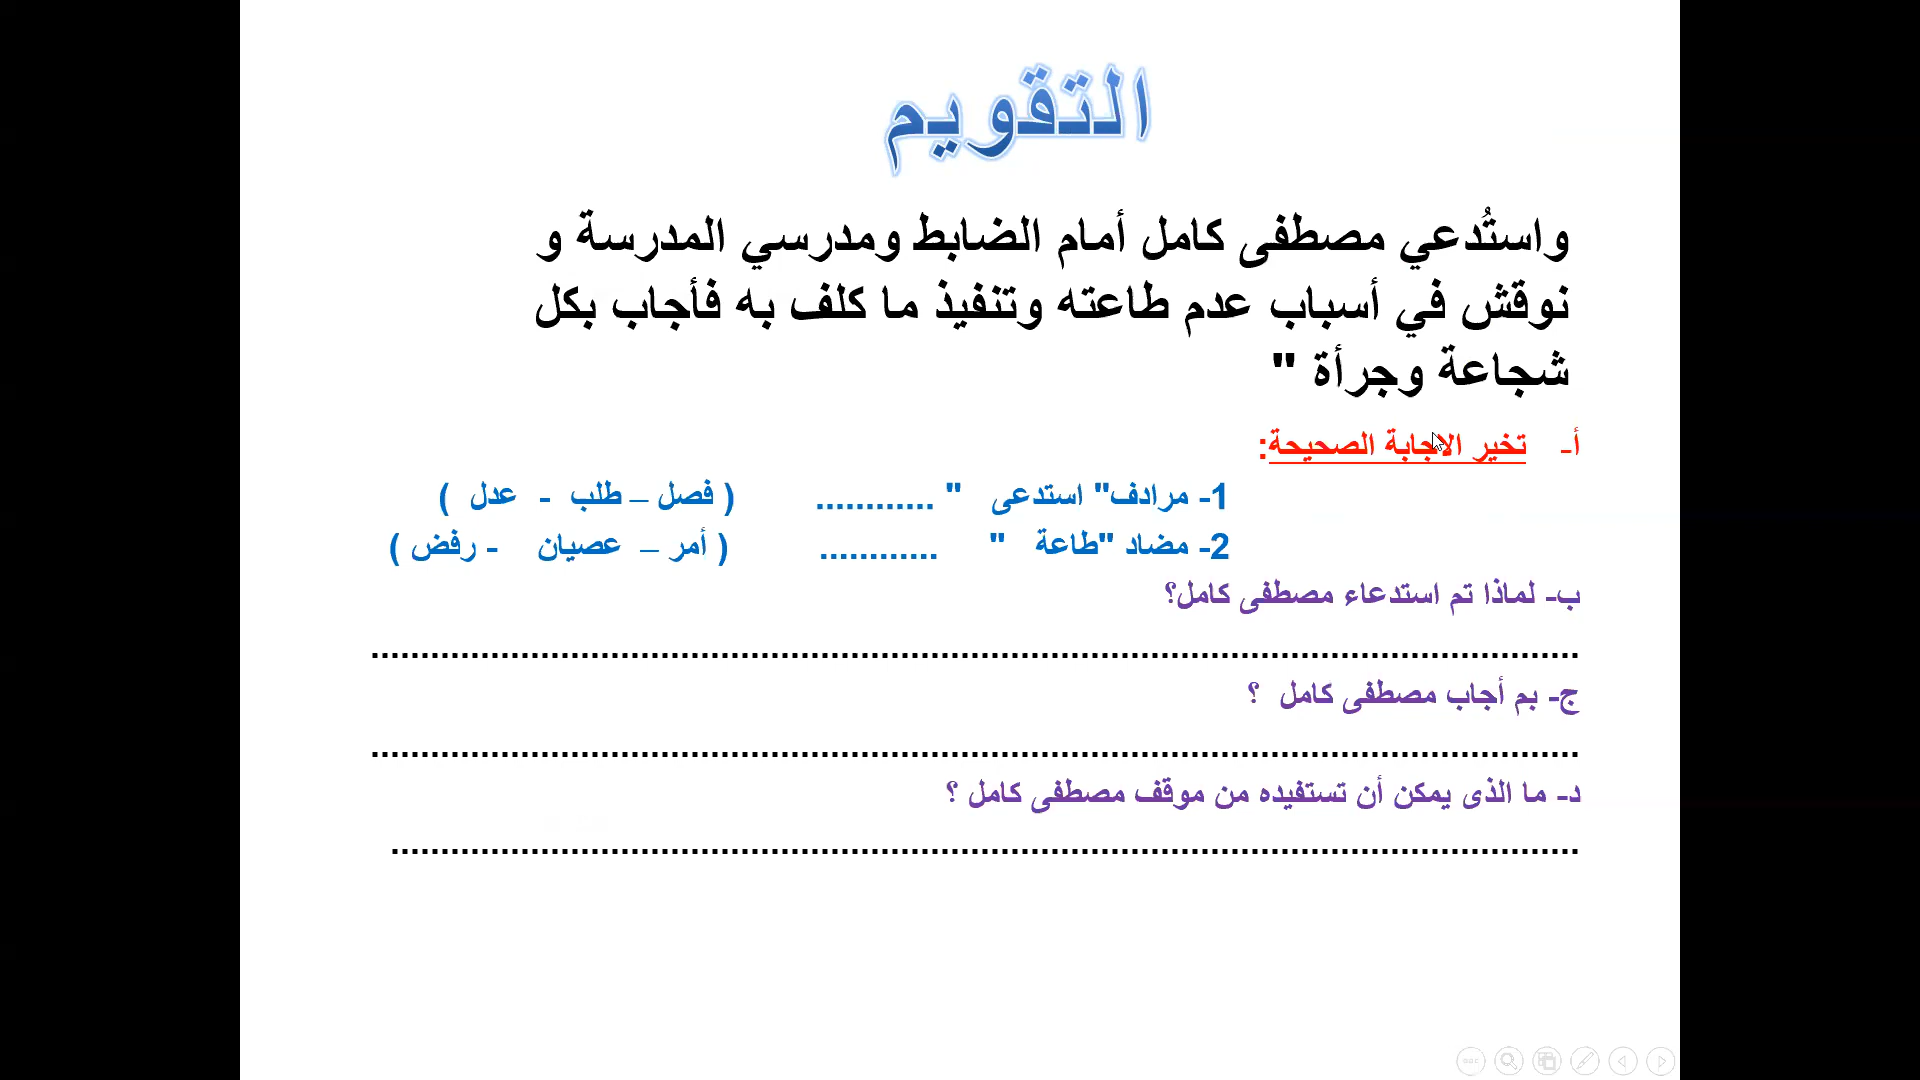 التقويم
واستُدعي مصطفى كامل أمام الضابط ومدرسي المدرسة و
نوقش في أسباب عدم طاعته وتنفيذ ما كلف به فأجاب بكل
شجاعة وجرأة "
أ- تخير الاجابة الصحيحة:
1- مرادف" استدعى " ............ ( فصل – طلب - عدل )
2- مضاد "طاعة " ............ ( أمر – عصيان - رفض )
ب- لماذا تم استدعاء مصطفى كامل؟
........................................................................................................................
ج- بم أجاب مصطفى كامل ؟
........................................................................................................................
د- ما الذى يمكن أن تستفيده من موقف مصطفى كامل ؟
......................................................................................................................